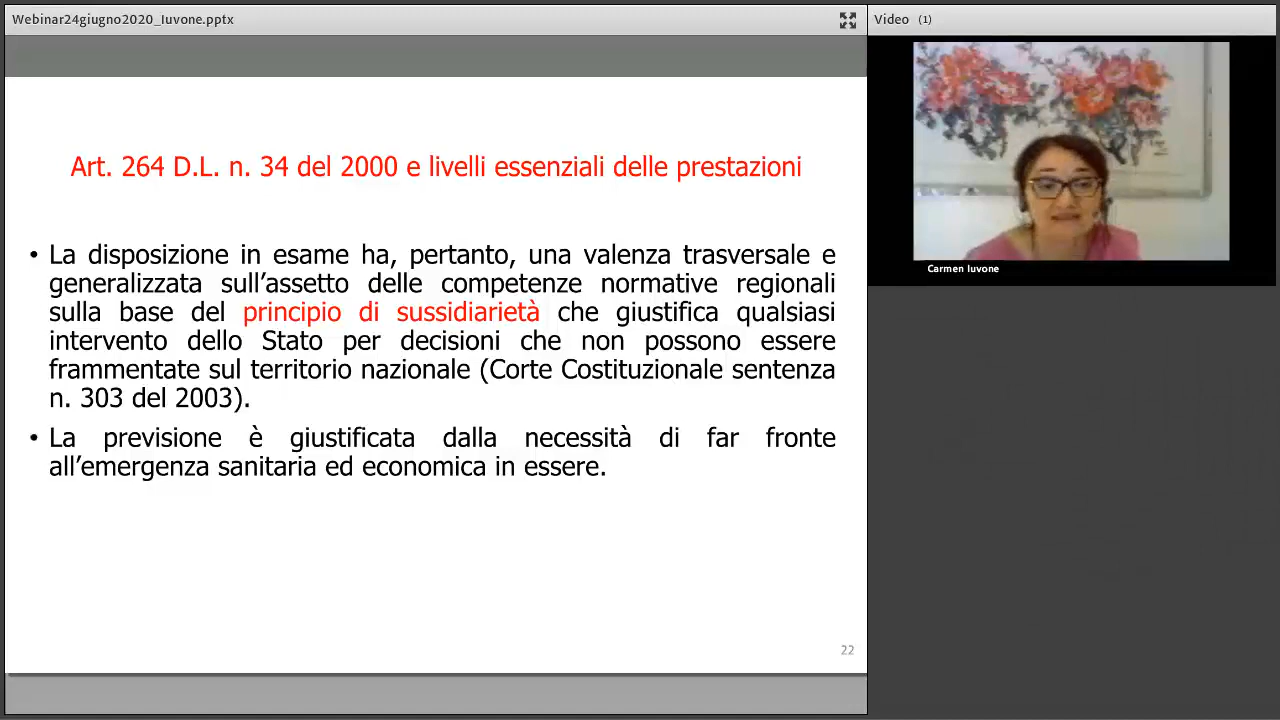 Webinar24giugno2020_Iuvone.pptx
Video (1)
Carmen Iuvone
Art. 264 D.L. n. 34 del 2000 e livelli essenziali delle prestazioni
• La disposizione in esame ha, pertanto, una valenza trasversale e
generalizzata sull’assetto delle competenze normative regionali
sulla base del principio di sussidiarietà che giustifica qualsiasi
intervento dello Stato per decisioni che non possono essere
frammentate sul territorio nazionale (Corte Costituzionale sentenza
n. 303 del 2003).
• La previsione è giustificata dalla necessità di far fronte
all’emergenza sanitaria ed economica in essere.
22